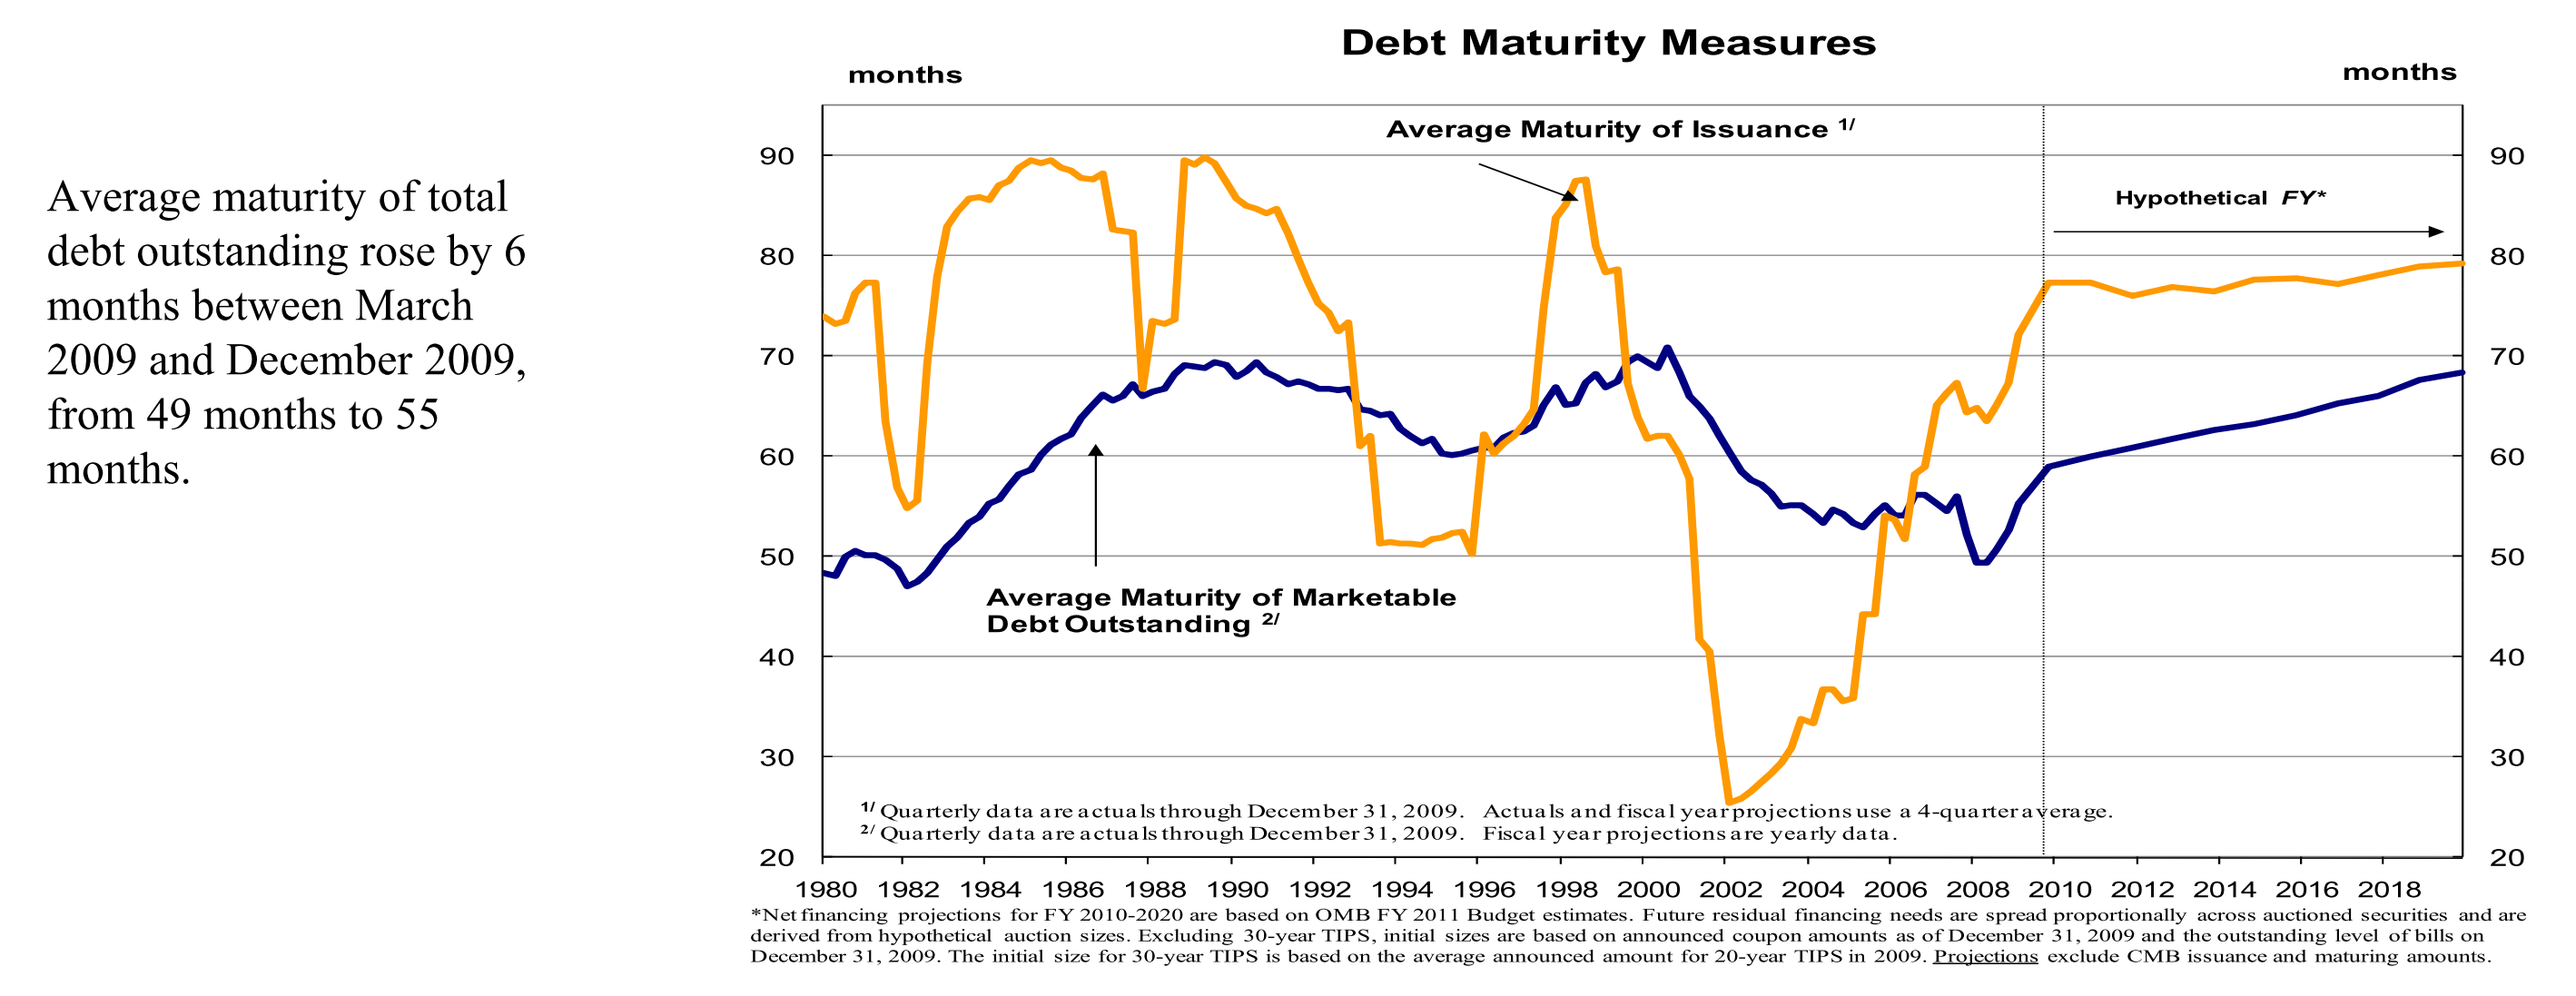 Debt Maturity Measures
months
months
Average maturity of total
debt outstanding rose by 6
months between March
2009 and December 2009,
from 49 months to 55
months.
Average Maturity of Issuance 1/
Hypothetical FY*
Average Maturity of Marketable
Debt Outstanding 2/
90
80
70
60
50
40
30
20
90
80
70
60
50
40
30
20
1/ Quarterly data are actuals through December 31, 2009. Actuals and fiscal year projections use a 4-quarter average.
2/ Quarterly data are actuals through December 31, 2009. Fiscal year projections are yearly data.
1980 1982 1984 1986 1988 1990 1992 1994 1996 1998 2000 2002 2004 2006 2008 2010 2012 2014 2016 2018
*Net financing projections for FY 2010-2020 are based on OMB FY 2011 Budget estimates. Future residual financing needs are spread proportionally across auctioned securities and are
derived from hypothetical auction sizes. Excluding 30-year TIPS, initial sizes are based on announced coupon amounts as of December 31, 2009 and the outstanding level of bills on
December 31, 2009. The initial size for 30-year TIPS is based on the average announced amount for 20-year TIPS in 2009. Projections exclude CMB issuance and maturing amounts.